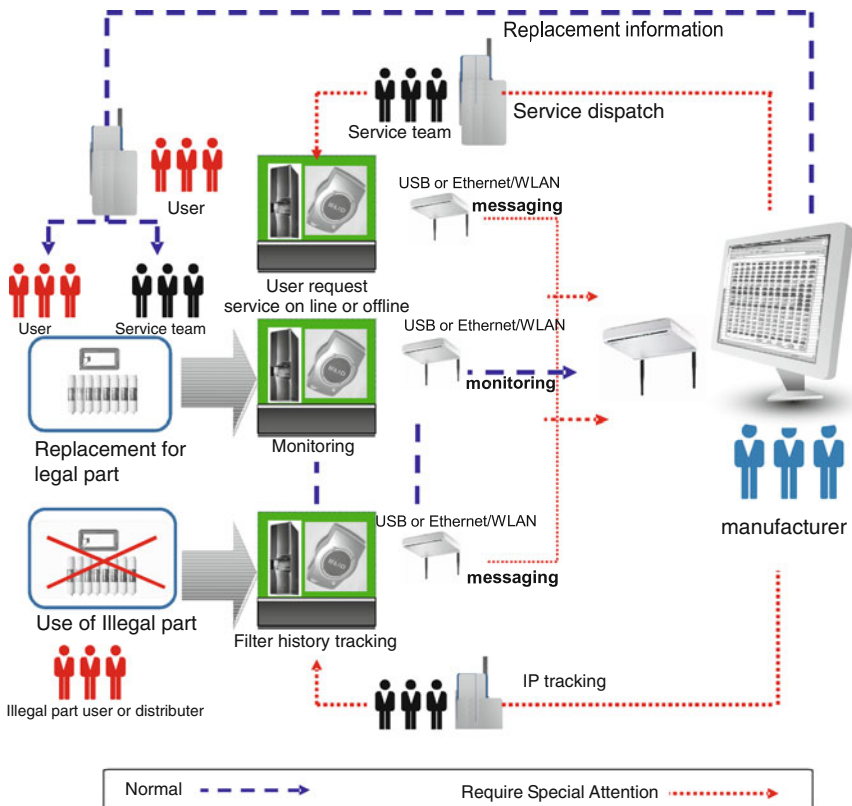 Replacement information
Service dispatch
Service team
User
USB or Ethernet/WLAN
messaging
User request
service on line or offline
User
Service team
USB or Ethernet/WLAN
monitoring
Replacement for
legal part
Monitoring
manufacturer
USB or Ethernet/WLAN
messaging
Use of Illegal part
Filter history tracking
IP tracking
Illegal part user or distributer
Normal
Require Special Attention